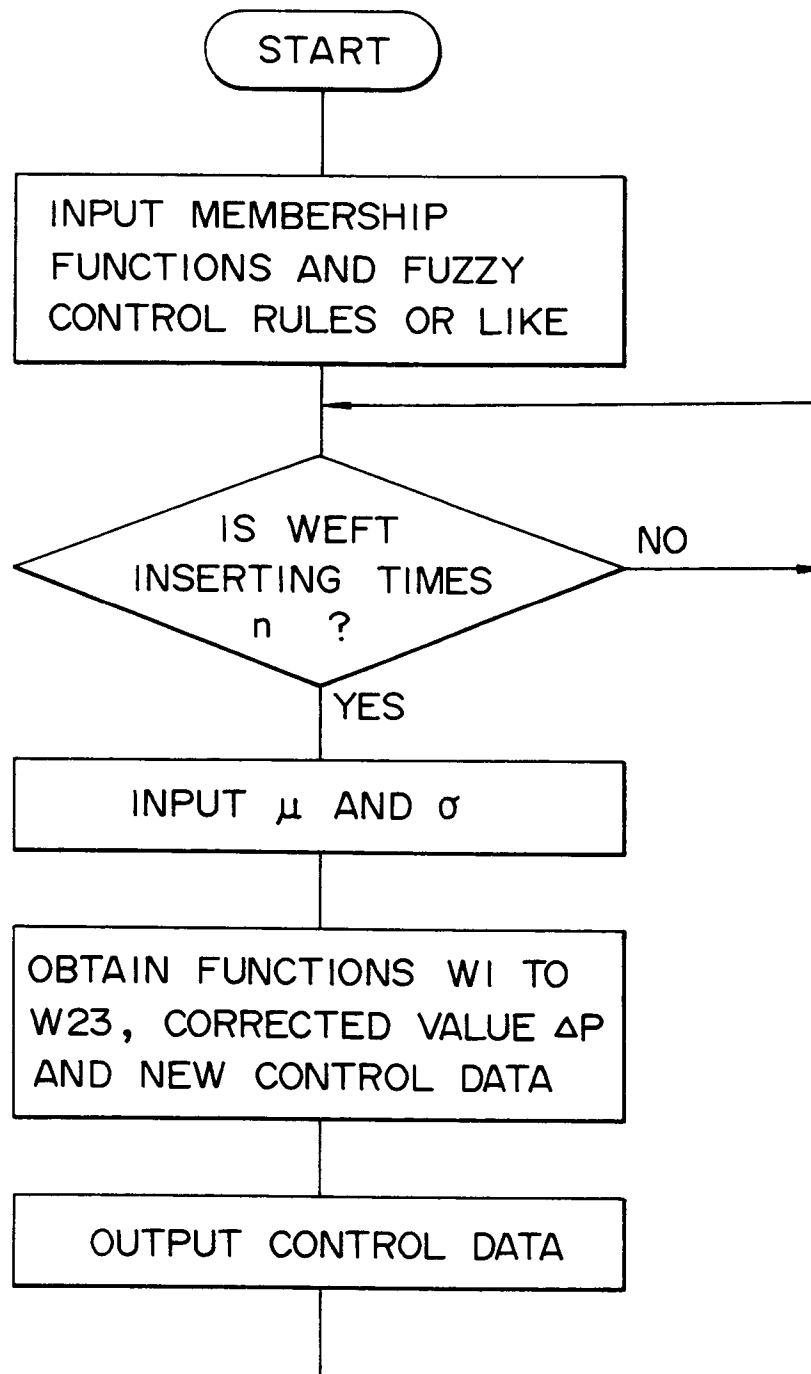 START
INPUT MEMBERSHIP
FUNCTIONS AND FUZZY
CONTROL RULES OR LIKE
IS WEFT
INSERTING TIMES
n ?
NO
YES
INPUT μ AND σ
OBTAIN FUNCTIONS W1 TO
W23, CORRECTED VALUE ΔP
AND NEW CONTROL DATA
OUTPUT CONTROL DATA